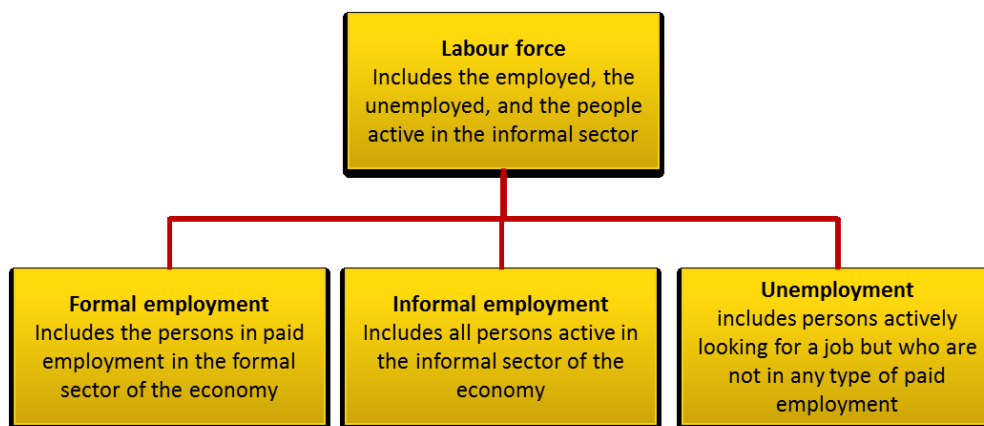 Labour force
Includes the employed, the
unemployed, and the people
active in the informal sector
Formal employment
Includes the persons in paid
employment in the formal
sector of the economy
Informal employment
Includes all persons active in
the informal sector of the
economy
Unemployment
includes persons actively
looking for a job but who are
not in any type of paid
employment